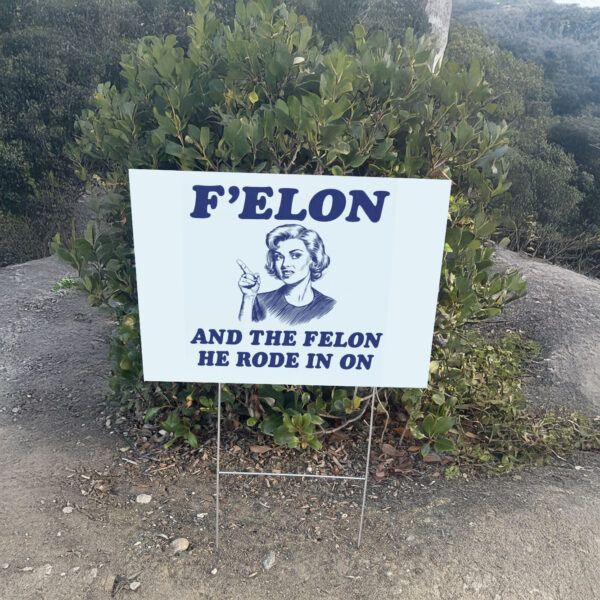 F'ELON
AND THE FELON
HE RODE IN ON